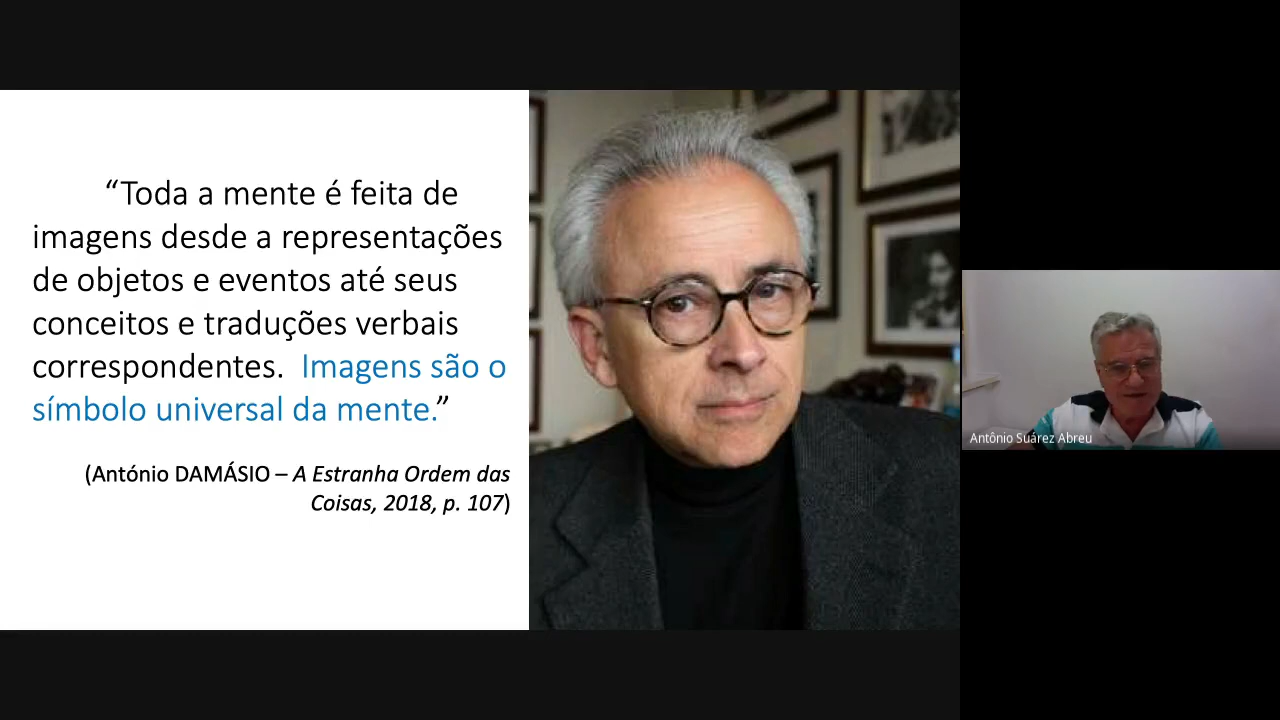 “Toda a mente é feita de
imagens desde a representações
de objetos e eventos até seus
conceitos e traduções verbais
correspondentes.  Imagens são o
símbolo universal da mente.”
(António DAMÁSIO – A Estranha Ordem das
Coisas, 2018, p. 107)
Antônio Suárez Abreu